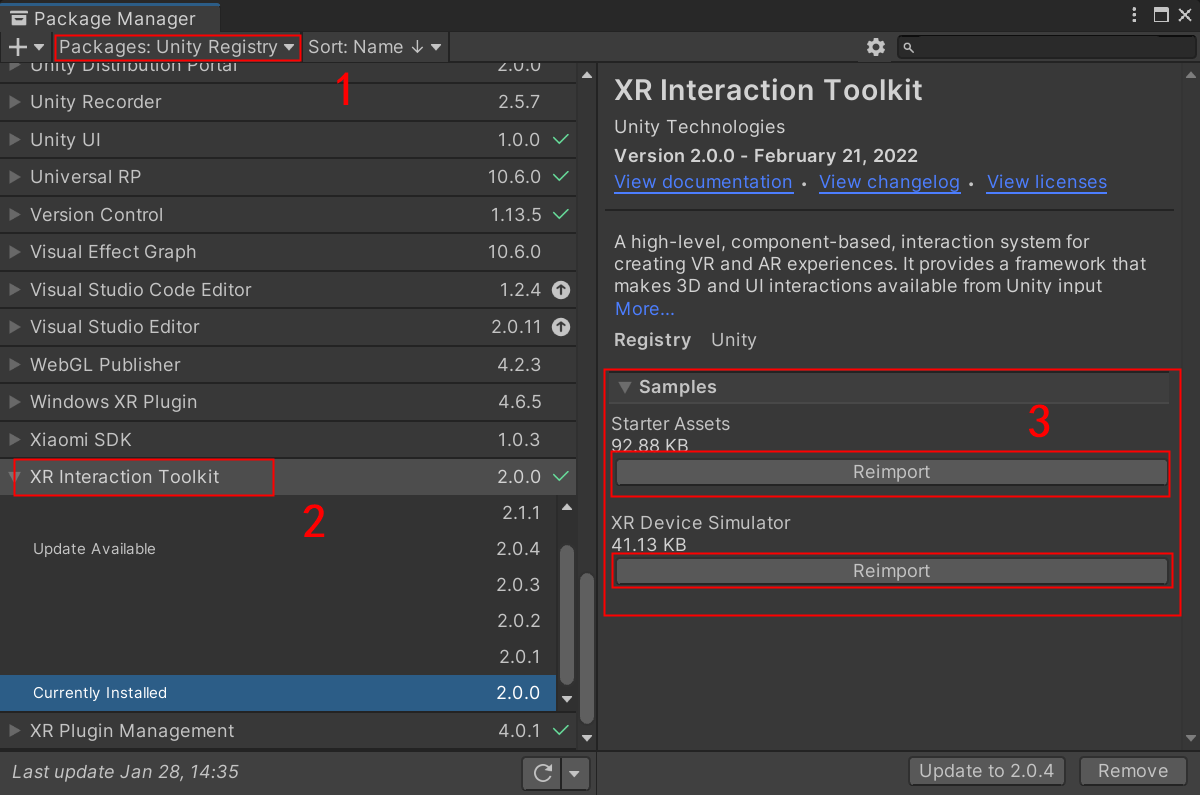 Package Manager
Packages: Unity Registry
Sort: Name ↓
1
Unity Distribution Portal 2.0.0
Unity Recorder 2.5.7
Unity UI 1.0.0
Universal RP 10.6.0
Version Control 1.13.5
Visual Effect Graph 10.6.0
Visual Studio Code Editor 1.2.4
Visual Studio Editor 2.0.11
WebGL Publisher 4.2.3
Windows XR Plugin 4.6.5
Xiaomi SDK 1.0.3
XR Interaction Toolkit 2.0.0
2
2.1.1
Update Available 2.0.4
2.0.3
2.0.2
2.0.1
Currently Installed 2.0.0
XR Plugin Management 4.0.1
Last update Jan 28, 14:35
XR Interaction Toolkit
Unity Technologies
Version 2.0.0 - February 21, 2022
View documentation • View changelog • View licenses
A high-level, component-based, interaction system for
creating VR and AR experiences. It provides a framework that
makes 3D and UI interactions available from Unity input
More...
Registry Unity
Samples
3
Starter Assets
92.88 KB
Reimport
XR Device Simulator
41.13 KB
Reimport
Update to 2.0.4
Remove